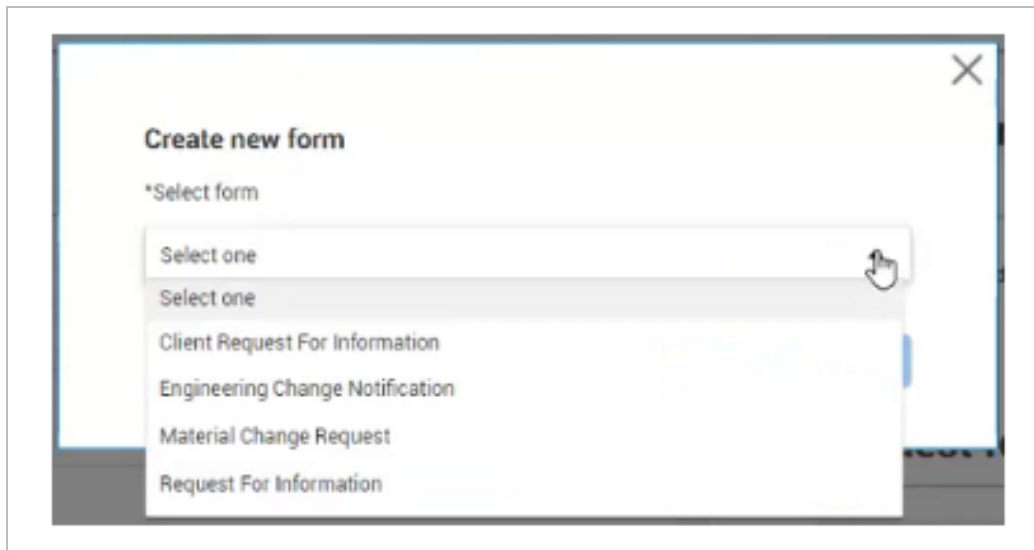 Create new form
*Select form
Select one
Select one
Client Request For Information
Engineering Change Notification
Material Change Request
Request For Information